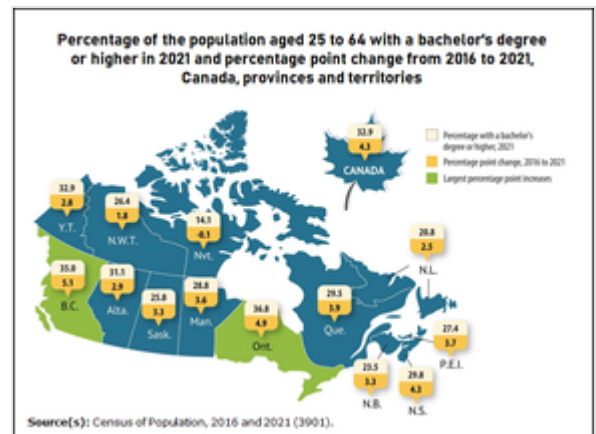 Percentage of the population aged 25 to 64 with a bachelor's degree
or higher in 2021 and percentage point change from 2016 to 2021,
Canada, provinces and territories
32.9
4.3
CANADA
Percentage with a bachelor's
degree or higher, 2021
Percentage point change, 2016 to 2021
Largest percentage point increases
32.9
2.8
Y.T.
26.4
1.8
N.W.T.
14.1
-0.1
Nvt.
20.8
2.5
N.L.
35.0
5.1
B.C.
31.1
2.9
Alta.
25.8
3.3
Sask.
28.8
3.6
Man.
36.8
4.9
Ont.
29.5
3.9
Que.
27.4
3.7
P.E.I.
23.5
3.3
N.B.
29.8
4.3
N.S.
Source(s): Census of Population, 2016 and 2021 (3901).